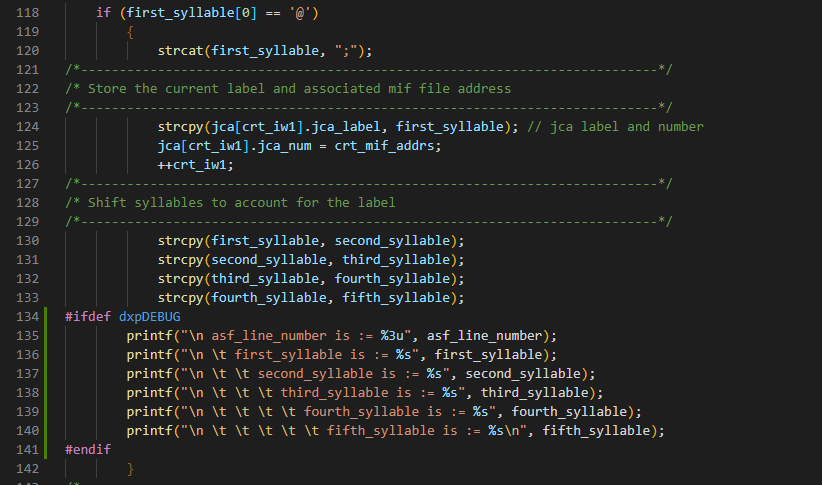 118 if (first_syllable[0] == '@')
119 {
120 strcat(first_syllable, ";");
121 /*---------------------------------------------------------------------------*/
122 /* Store the current label and associated mif file address
123 /*---------------------------------------------------------------------------*/
124 strcpy(jca[crt_iw1].jca_label, first_syllable); // jca label and number
125 jca[crt_iw1].jca_num = crt_mif_addrs;
126 ++crt_iw1;
127 /*---------------------------------------------------------------------------*/
128 /* Shift syllables to account for the label
129 /*---------------------------------------------------------------------------*/
130 strcpy(first_syllable, second_syllable);
131 strcpy(second_syllable, third_syllable);
132 strcpy(third_syllable, fourth_syllable);
133 strcpy(fourth_syllable, fifth_syllable);
134 #ifdef dxpDEBUG
135 printf("\n asf_line_number is := %3u", asf_line_number);
136 printf("\n \t first_syllable is := %s", first_syllable);
137 printf("\n \t \t second_syllable is := %s", second_syllable);
138 printf("\n \t \t \t third_syllable is := %s", third_syllable);
139 printf("\n \t \t \t \t fourth_syllable is := %s", fourth_syllable);
140 printf("\n \t \t \t \t \t fifth_syllable is := %s\n", fifth_syllable);
141 #endif
142 }